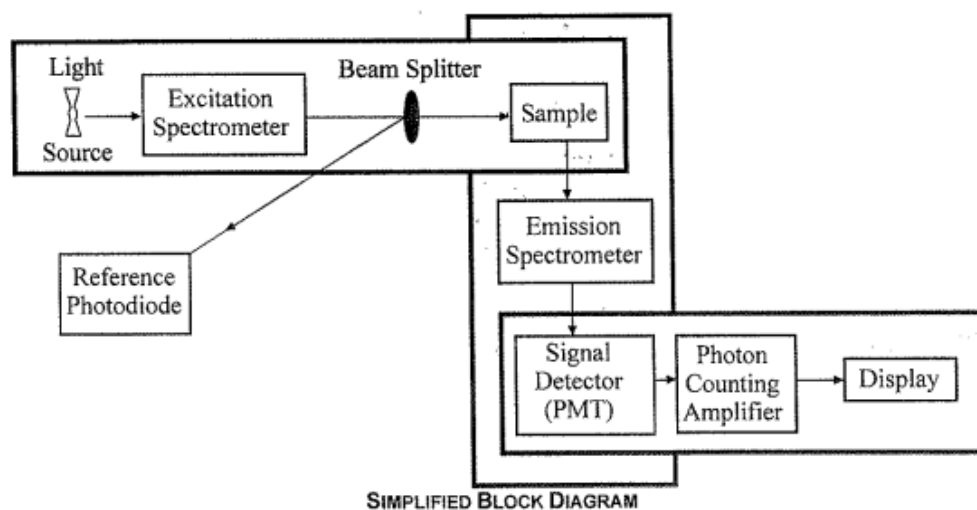 Light
Source
Excitation
Spectrometer
Beam Splitter
Sample
Reference
Photodiode
Emission
Spectrometer
Signal
Detector
(PMT)
Photon
Counting
Amplifier
Display
SIMPLIFIED BLOCK DIAGRAM